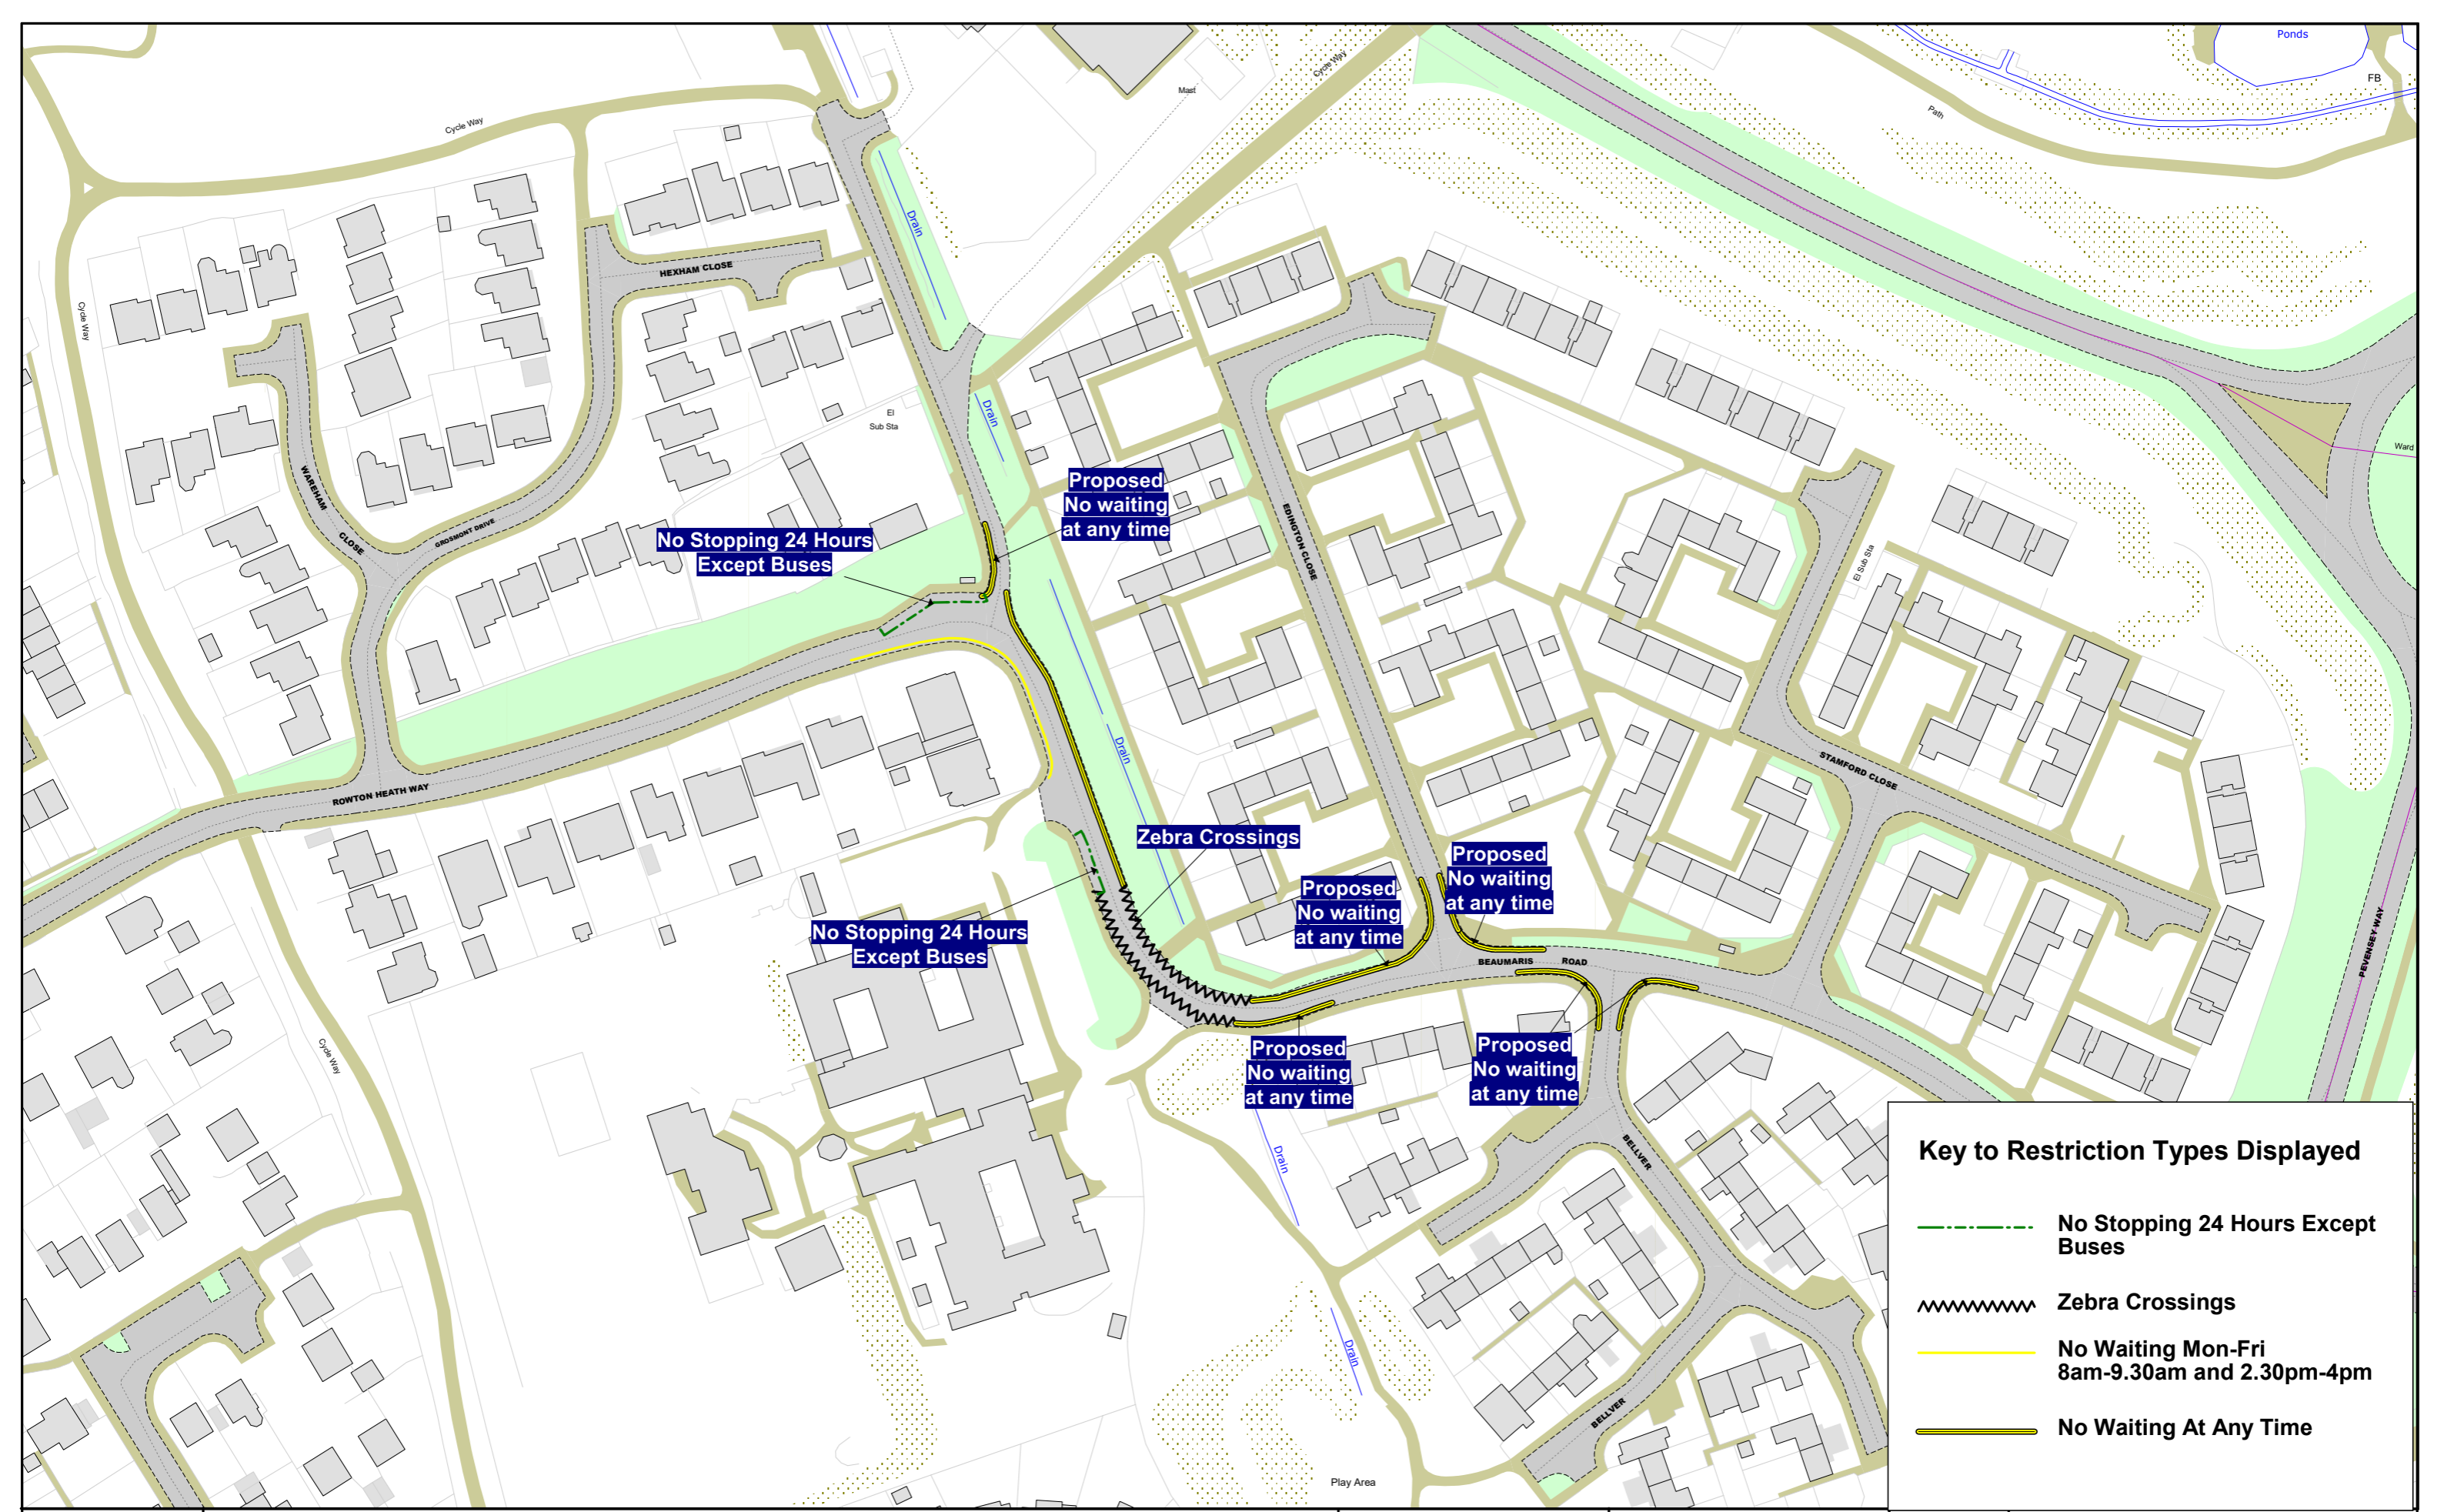 Ponds
FB
Cycle Way
Mast
Path
Cycle Way
Drain
HEXHAM CLOSE
Cycle Way
Drain
El
Sub Sta
Ward
WAREHAM
CLOSE
GROSMONT DRIVE
Proposed
No waiting
at any time
No Stopping 24 Hours
Except Buses
EDINGTON CLOSE
El Sub Sta
Drain
STAMFORD CLOSE
ROWTON HEATH WAY
Zebra Crossings
Proposed
No waiting
at any time
Proposed
No waiting
at any time
No Stopping 24 Hours
Except Buses
BEAUMARIS ROAD
PEVENSEY WAY
Cycle Way
Proposed
No waiting
at any time
Proposed
No waiting
at any time
Drain
BELLVER
Drain
BELLVER
Play Area
Key to Restriction Types Displayed
No Stopping 24 Hours Except
Buses
Zebra Crossings
No Waiting Mon-Fri
8am-9.30am and 2.30pm-4pm
No Waiting At Any Time